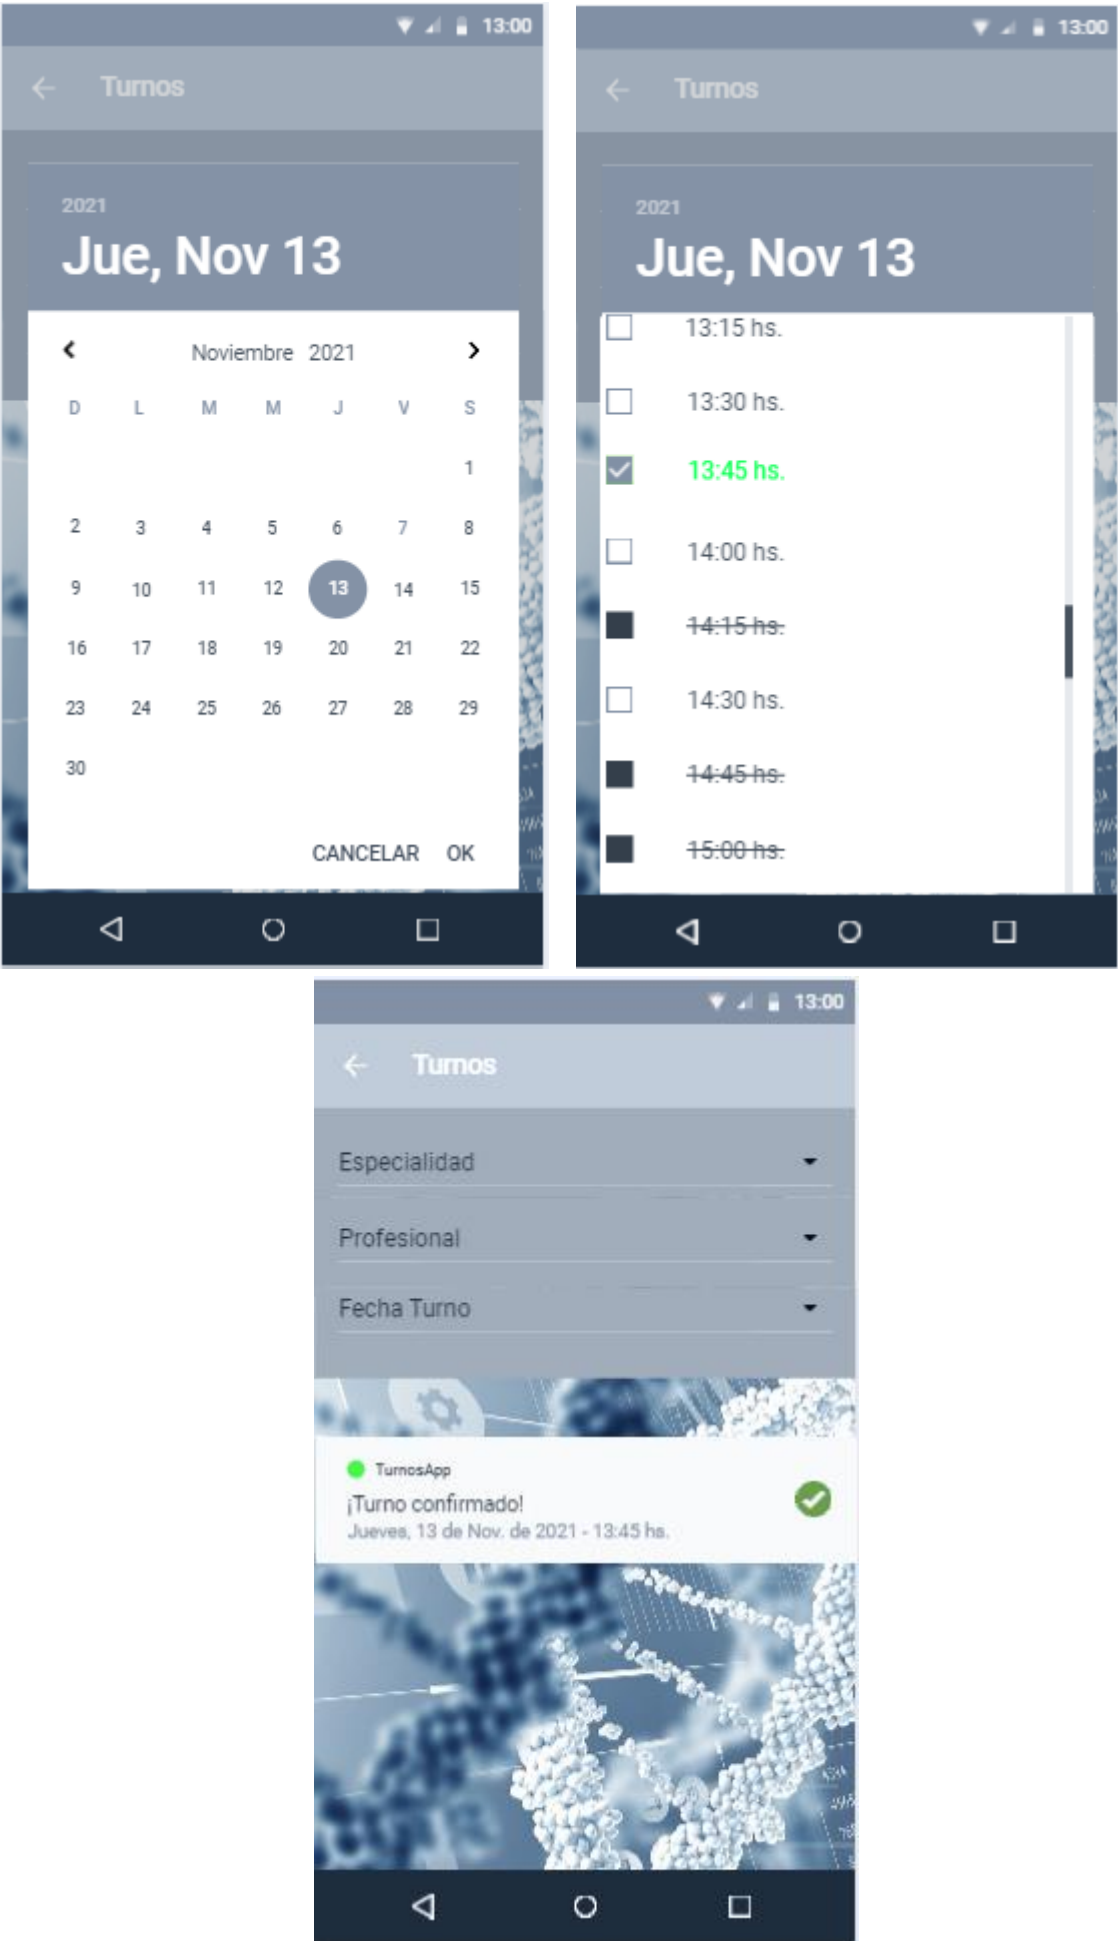 13:00
Turnos
2021
Jue, Nov 13
Noviembre 2021
D L M M J V S
1
2 3 4 5 6 7 8
9 10 11 12 13 14 15
16 17 18 19 20 21 22
23 24 25 26 27 28 29
30
CANCELAR OK
13:00
Turnos
2021
Jue, Nov 13
13:15 hs.
13:30 hs.
13:45 hs.
14:00 hs.
14:15 hs.
14:30 hs.
14:45 hs.
15:00 hs.
13:00
Turnos
Especialidad
Profesional
Fecha Turno
TurnosApp
¡Turno confirmado!
Jueves, 13 de Nov. de 2021 - 13:45 hs.